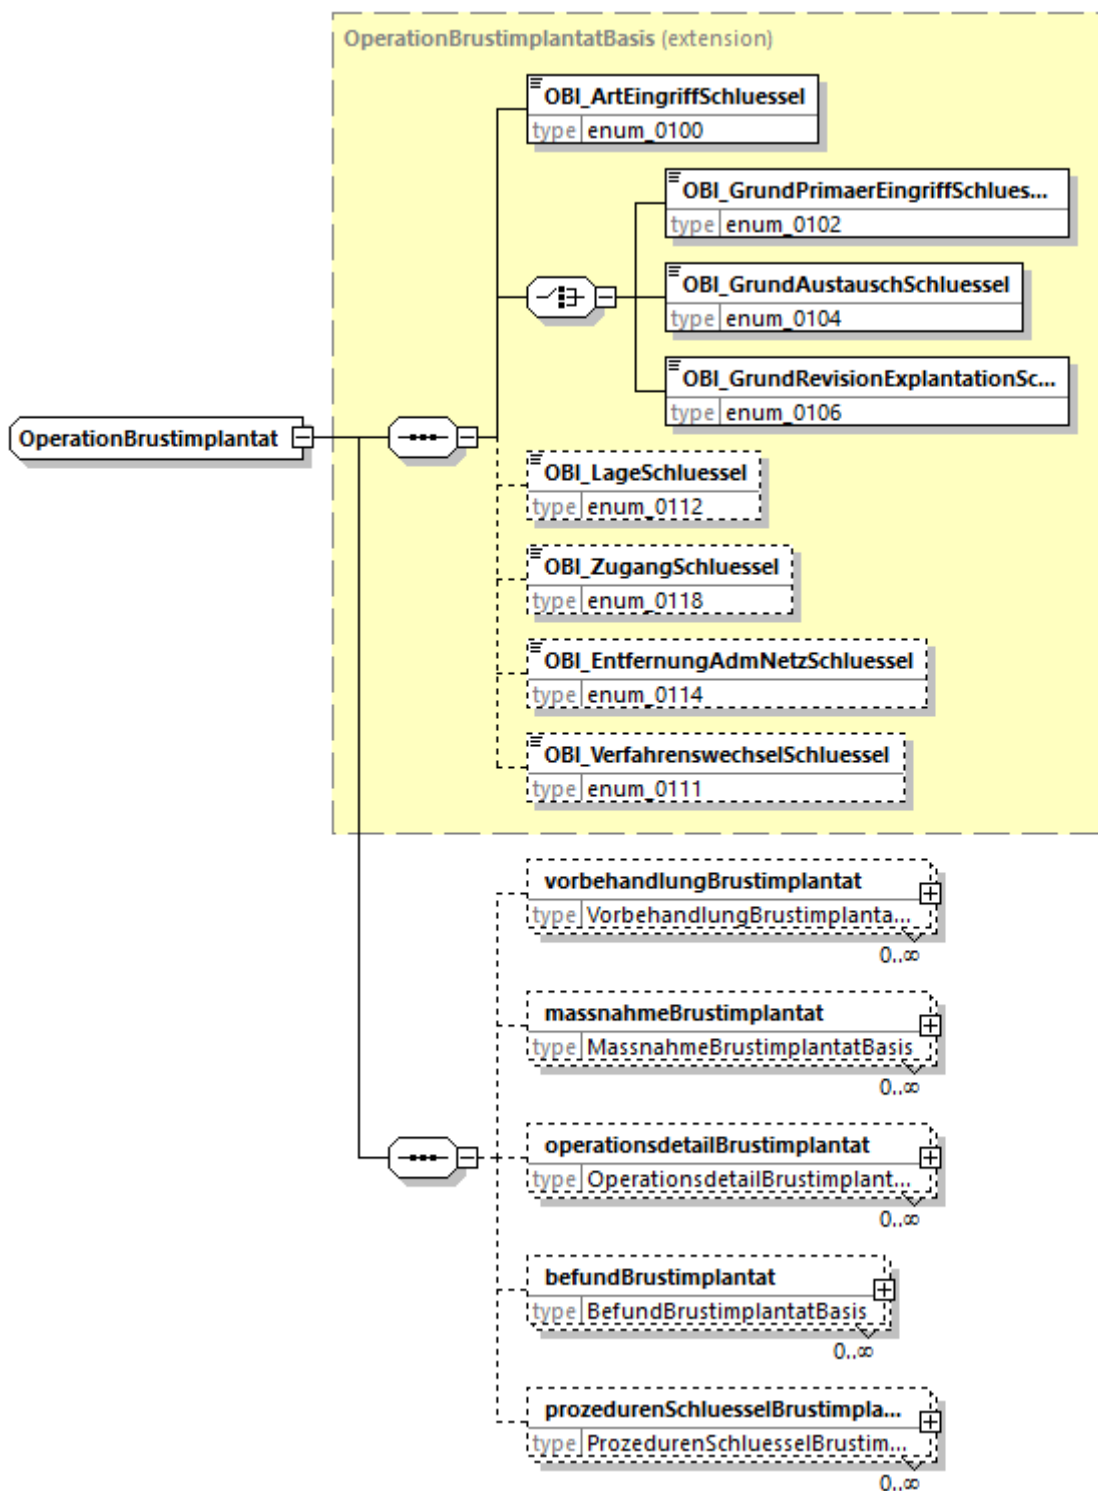 OperationBrustimplantatBasis (extension)
OBI_ArtEingriffSchluessel
type enum_0100
OBI_GrundPrimaerEingriffSchlues...
type enum_0102
OBI_GrundAustauschSchluessel
type enum_0104
OBI_GrundRevisionExplantationSc...
type enum_0106
OperationBrustimplantat
OBI_LageSchluessel
type enum_0112
OBI_ZugangSchluessel
type enum_0118
OBI_EntfernungAdmNetzSchluessel
type enum_0114
OBI_VerfahrenswechselSchluessel
type enum_0111
vorbehandlungBrustimplantat
type VorbehandlungBrustimplanta...
0..∞
massnahmeBrustimplantat
type MassnahmeBrustimplantatBasis
0..∞
operationsdetailBrustimplantat
type OperationsdetailBrustimplant...
0..∞
befundBrustimplantat
type BefundBrustimplantatBasis
0..∞
prozedurenSchluesselBrustimpla...
type ProzedurenSchluesselBrustim...
0..∞